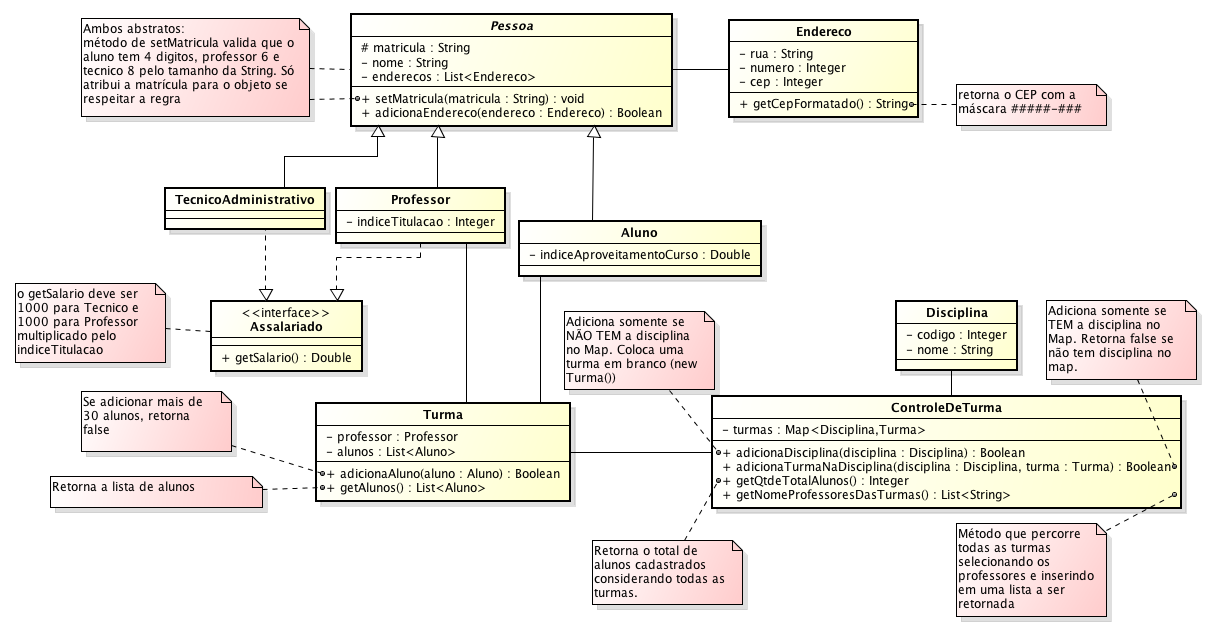 Ambos abstratos:
método de setMatricula valida que o
aluno tem 4 digitos, professor 6 e
tecnico 8 pelo tamanho da String. Só
atribui a matrícula para o objeto se
respeitar a regra
Pessoa
# matricula : String
- nome : String
- enderecos : List<Endereco>
+ setMatricula(matricula : String) : void
+ adicionaEndereco(endereco : Endereco) : Boolean
Endereco
- rua : String
- numero : Integer
- cep : Integer
+ getCepFormatado() : String
retorna o CEP com a
máscara #####-###
TecnicoAdministrativo
Professor
- indiceTitulacao : Integer
Aluno
- indiceAproveitamentoCurso : Double
o getSalario deve ser
1000 para Tecnico e
1000 para Professor
multiplicado pelo
indiceTitulacao
<<interface>>
Assalariado
+ getSalario() : Double
Adiciona somente se
NÃO TEM a disciplina
no Map. Coloca uma
turma em branco (new
Turma())
Disciplina
- codigo : Integer
- nome : String
Adiciona somente se
TEM a disciplina no
Map. Retorna false se
não tem disciplina no
map.
Se adicionar mais de
30 alunos, retorna
false
Retorna a lista de alunos
Turma
- professor : Professor
- alunos : List<Aluno>
+ adicionaAluno(aluno : Aluno) : Boolean
+ getAlunos() : List<Aluno>
ControleDeTurma
- turmas : Map<Disciplina,Turma>
+ adicionaDisciplina(disciplina : Disciplina) : Boolean
+ adicionaTurmaNaDisciplina(disciplina : Disciplina, turma : Turma) : Boolean
+ getQtdeTotalAlunos() : Integer
+ getNomeProfessoresDasTurmas() : List<String>
Retorna o total de
alunos cadastrados
considerando todas as
turmas.
Método que percorre
todas as turmas
selecionando os
professores e inserindo
em uma lista a ser
retornada